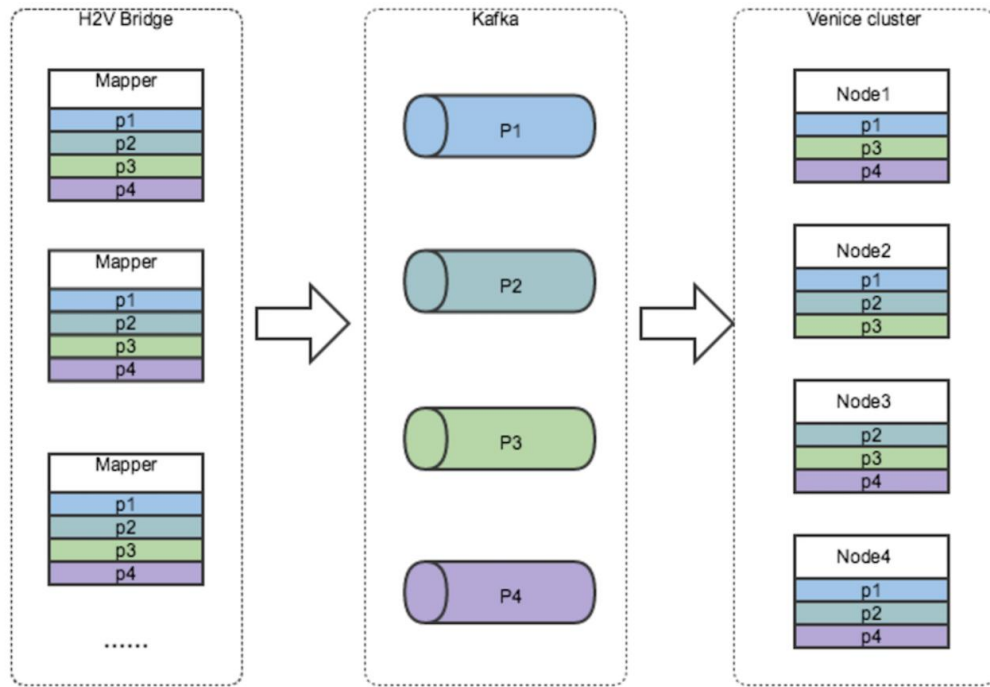 H2V Bridge
Mapper
p1
p2
p3
p4
Mapper
p1
p2
p3
p4
Mapper
p1
p2
p3
p4
......
Kafka
P1
P2
P3
P4
Venice cluster
Node1
p1
p3
p4
Node2
p1
p2
p3
Node3
p2
p3
p4
Node4
p1
p2
p4